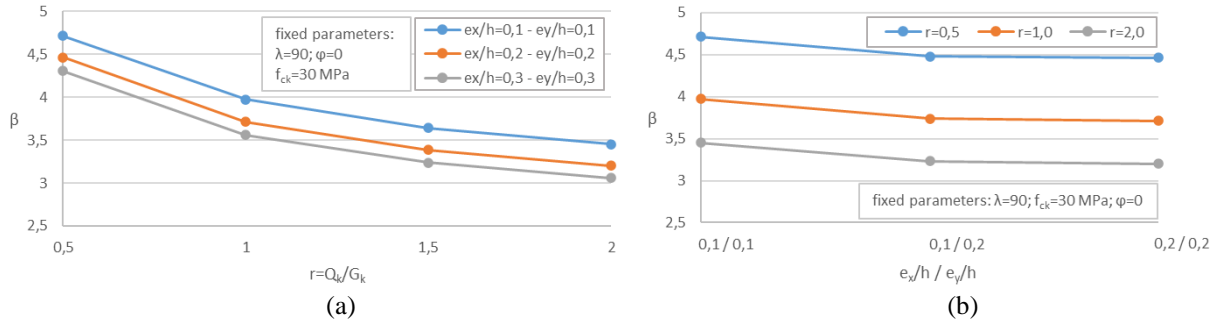 5
4,5
4
3,5
3
2,5
β
fixed parameters:
λ=90; φ=0
fck=30 MPa
ex/h=0,1 - ey/h=0,1
ex/h=0,2 - ey/h=0,2
ex/h=0,3 - ey/h=0,3
0,5
1
1,5
2
r=Qk/Gk
(a)
5
4,5
4
3,5
3
2,5
β
r=0,5
r=1,0
r=2,0
fixed parameters: λ=90; fck=30 MPa; φ=0
0,1 / 0,1
0,1 / 0,2
0,2 / 0,2
ex/h / ey/h
(b)